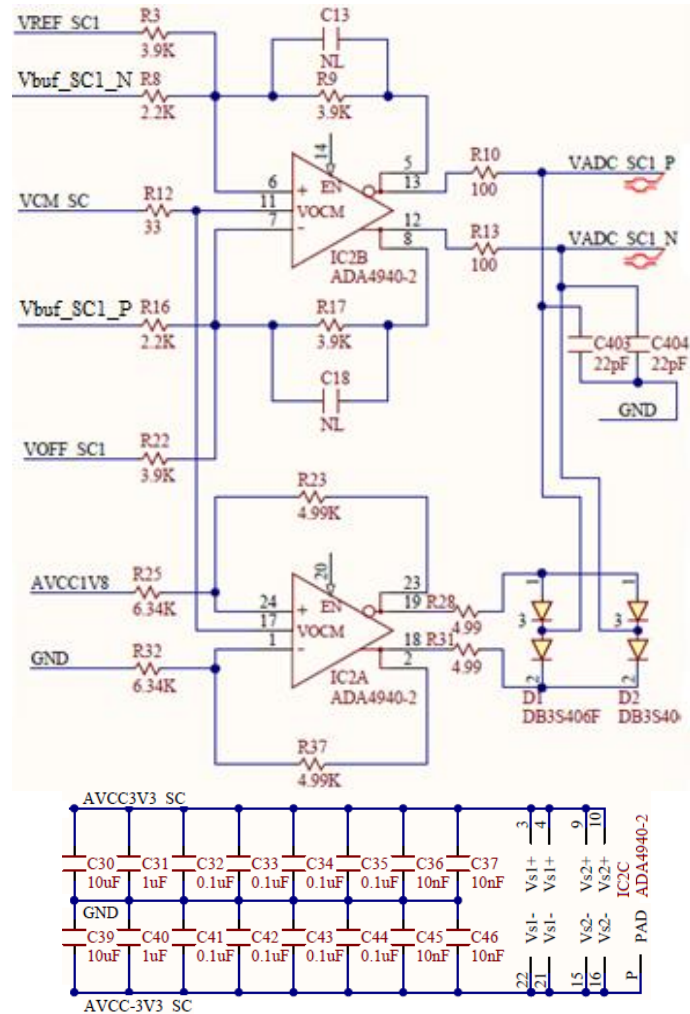 VREF_SC1
R3
3.9K
C13
NL
Vbuf_SC1_N
R8
2.2K
R9
3.9K
14
5
13
EN
R10
100
VADC_SC1_P
6
+
VCM_SC
R12
33
11
VOCM
7
-
12
8
R13
100
VADC_SC1_N
IC2B
ADA4940-2
Vbuf_SC1_P
R16
2.2K
R17
3.9K
C403
22pF
C404
22pF
C18
NL
GND
VOFF_SC1
R22
3.9K
R23
4.99K
20
AVCC1V8
R25
6.34K
23
19
EN
R28
4.99
1
1
24
+
17
VOCM
3
3
GND
R32
6.34K
1
-
18
2
R31
4.99
IC2A
ADA4940-2
2
2
D1
DB3S406F
D2
DB3S40
R37
4.99K
AVCC3V3_SC
3
4
9
10
C30
10uF
C31
1uF
C32
0.1uF
C33
0.1uF
C34
0.1uF
C35
0.1uF
C36
10nF
C37
10nF
Vs1+
Vs1+
Vs2+
Vs2+
IC2C
ADA4940-2
GND
C39
10uF
C40
1uF
C41
0.1uF
C42
0.1uF
C43
0.1uF
C44
0.1uF
C45
10nF
C46
10nF
Vs1-
Vs1-
Vs2-
Vs2-
PAD
22
21
15
16
P
AVCC-3V3_SC